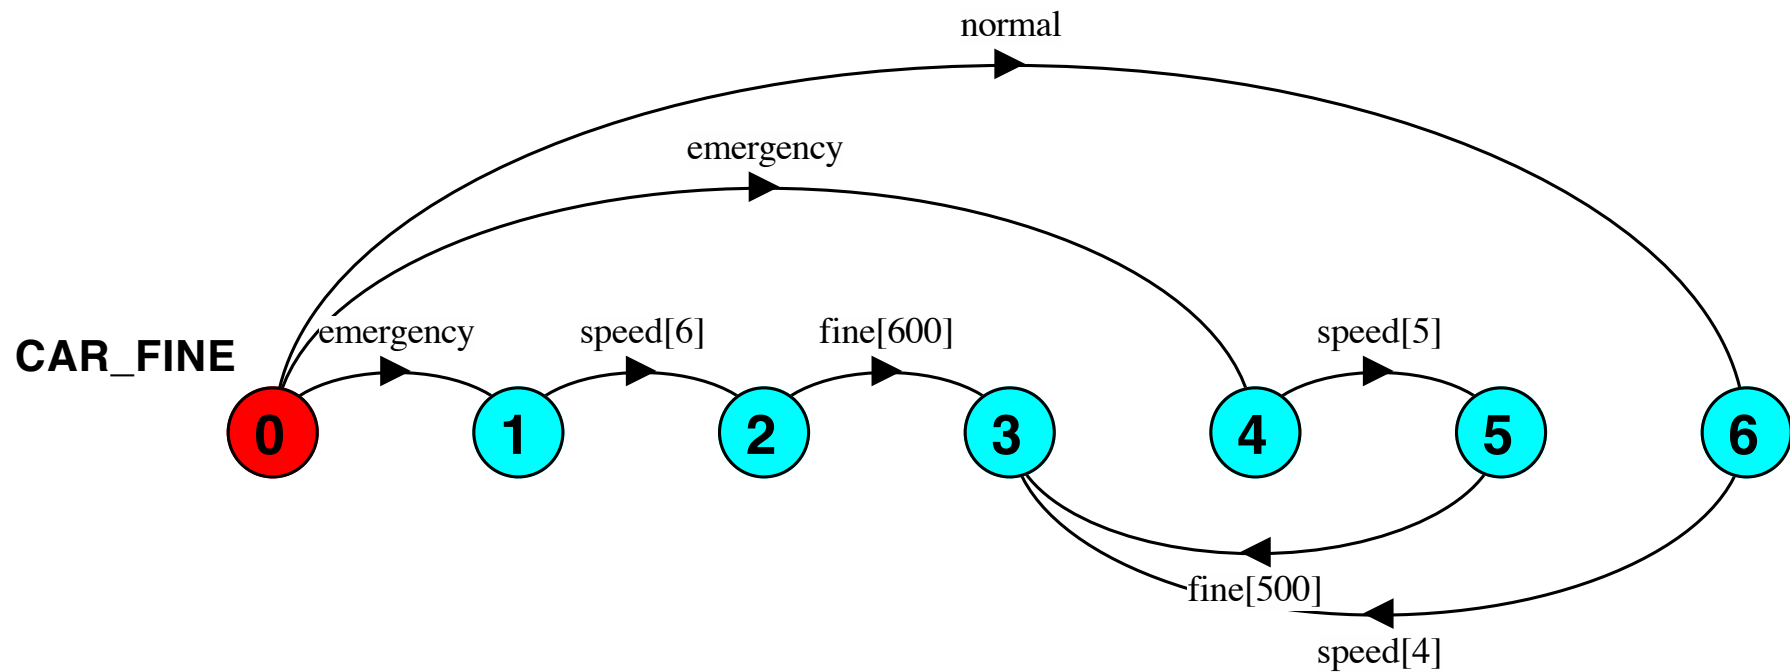 normal
emergency
emergency speed[6] fine[600] speed[5]
CAR_FINE
0 1 2 3 4 5 6
fine[500]
speed[4]